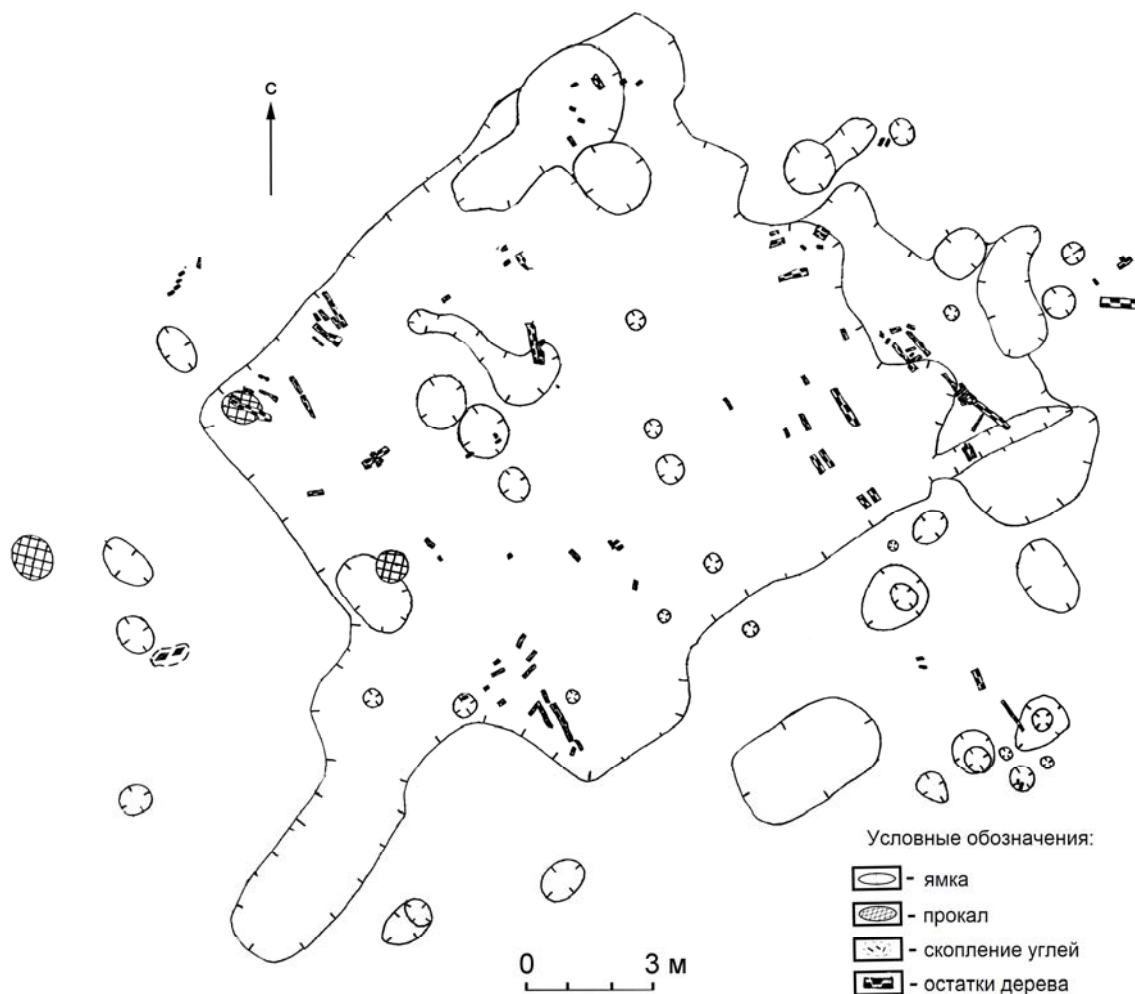 С
Условные обозначения:
- ямка
- прокал
- скопление углей
- остатки дерева
0 3 м